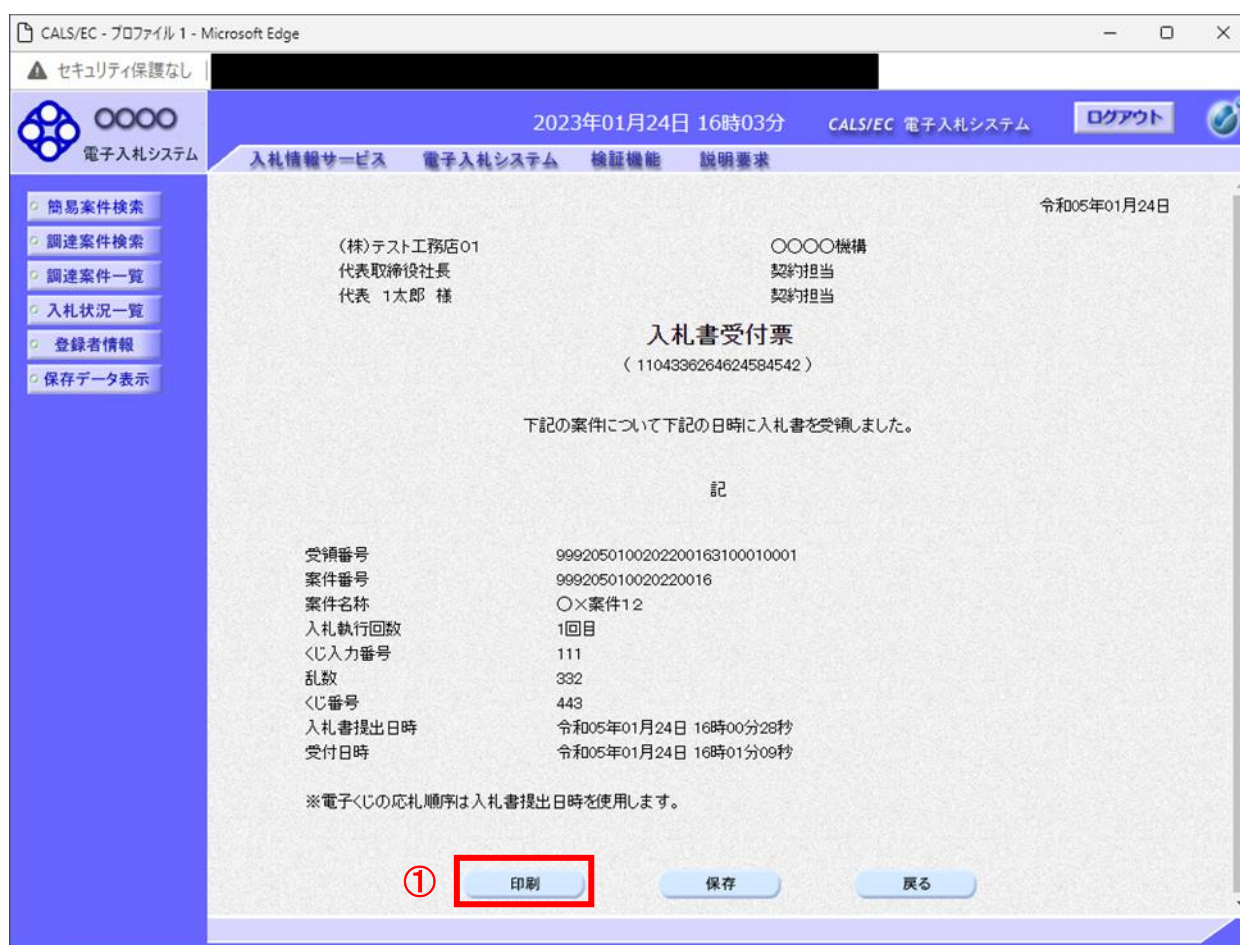 CALS/EC - プロファイル 1 - Microsoft Edge
セキュリティ保護なし
〇〇〇〇
電子入札システム
2023年01月24日 16時03分
CALS/EC 電子入札システム
ログアウト
入札情報サービス 電子入札システム 検証機能 説明要求
簡易案件検索
調達案件検索
調達案件一覧
入札状況一覧
登録者情報
保存データ表示
令和05年01月24日
(株)テスト工務店01 〇〇〇〇機構
代表取締役社長 契約担当
代表 1太郎 様 契約担当
入札書受付票
( 1104336264624584542 )
下記の案件について下記の日時に入札書を受領しました。
記
受領番号 9992050100202200163100010001
案件番号 999205010020220016
案件名称 〇×案件12
入札執行回数 1回目
くじ入力番号 111
乱数 332
くじ番号 443
入札書提出日時 令和05年01月24日 16時00分28秒
受付日時 令和05年01月24日 16時01分09秒
※電子くじの応札順序は入札書提出日時を使用します。
① 印刷 保存 戻る